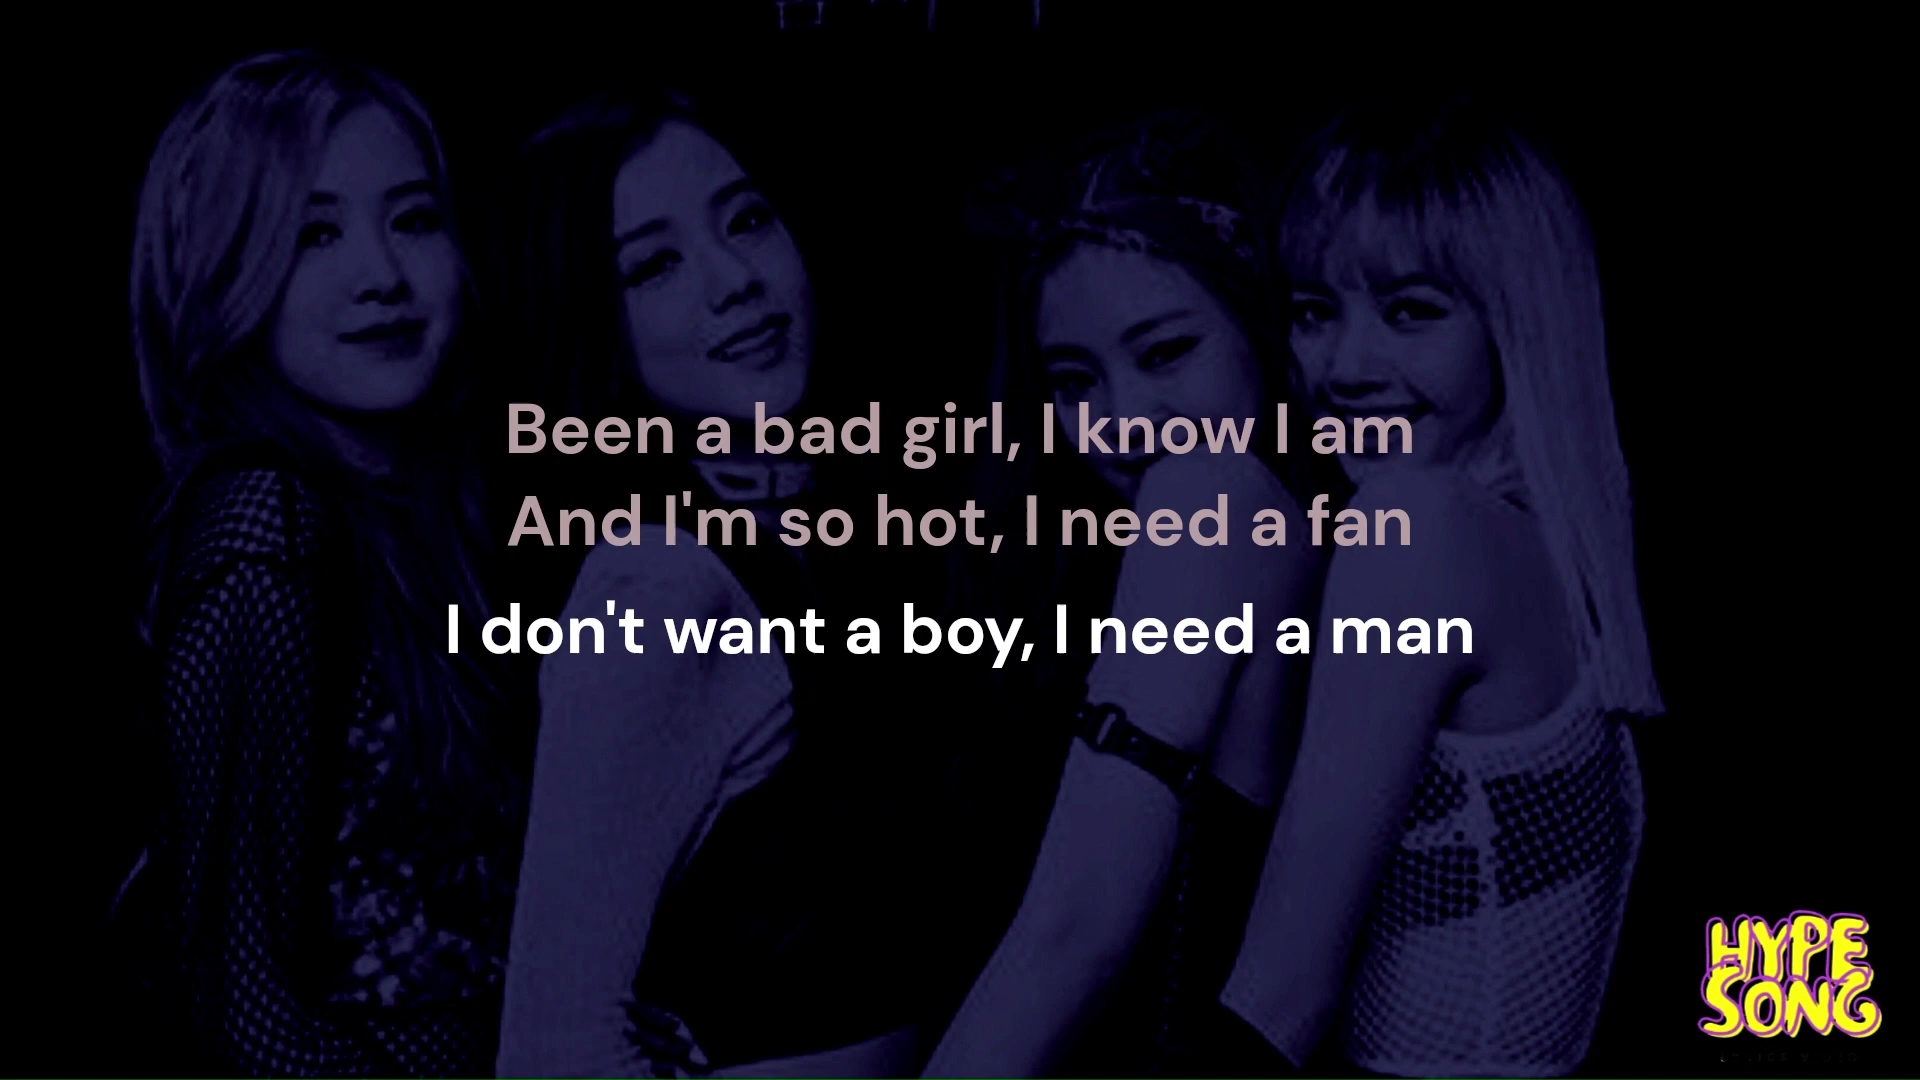 Been a bad girl, I know I am
And I'm so hot, I need a fan
I don't want a boy, I need a man
HYPE
SONG